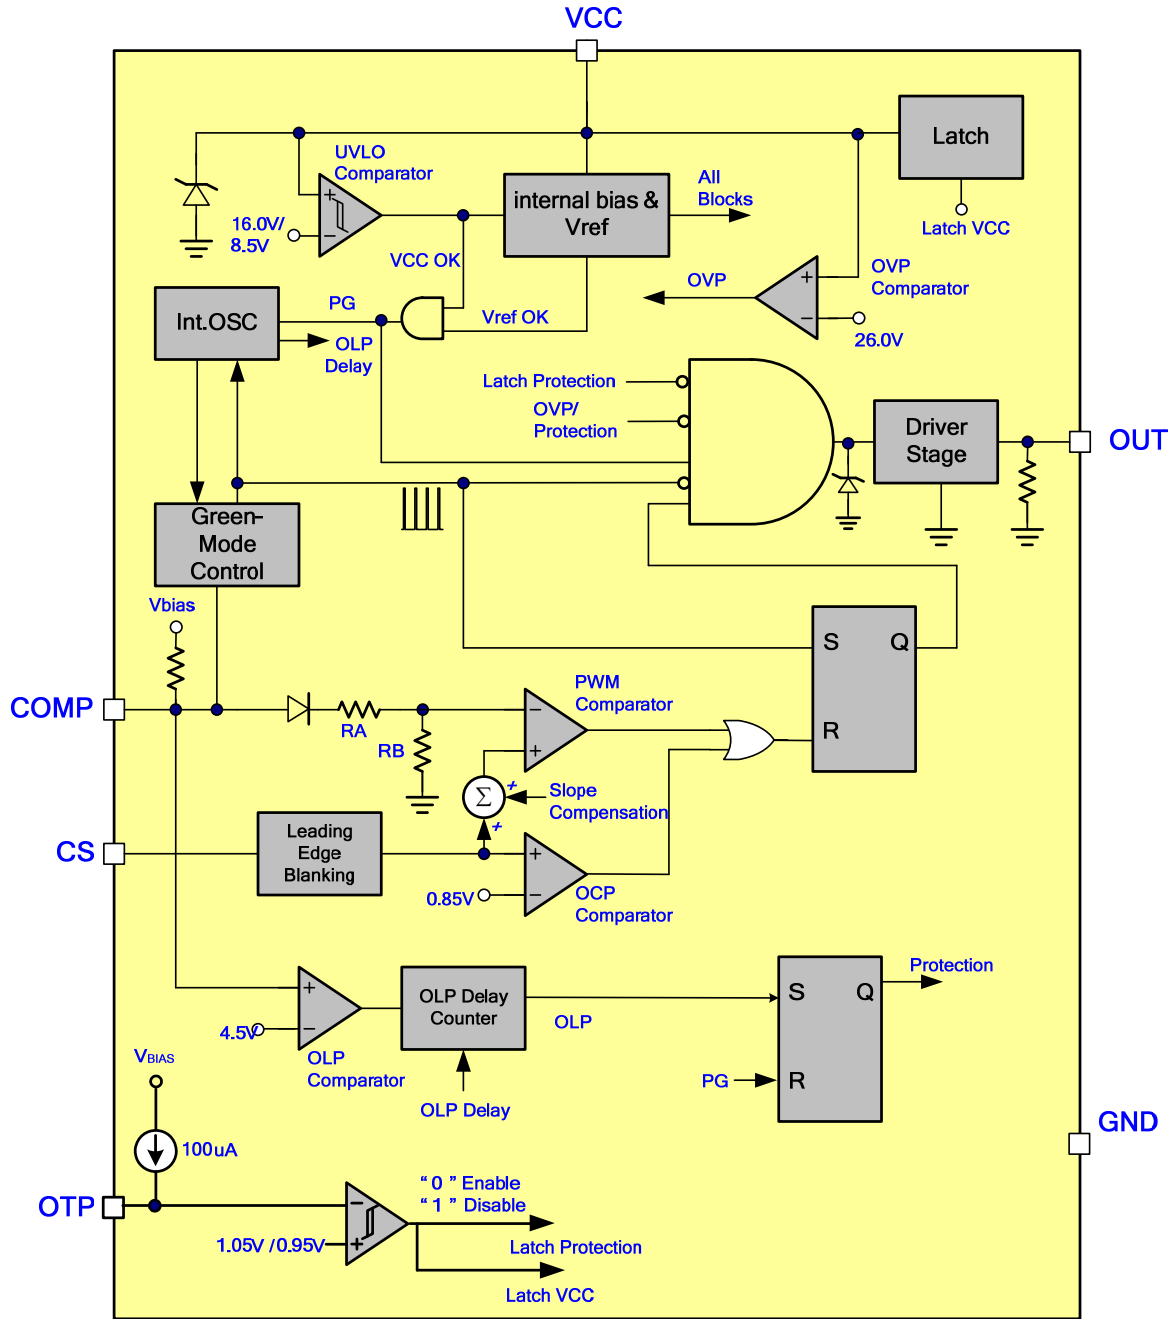 VCC
Latch
Latch VCC
UVLO
Comparator
+
−
16.0V/
8.5V
internal bias &
Vref
All
Blocks
VCC OK
Vref OK
OVP
+
−
OVP
Comparator
26.0V
PG
Int.OSC
OLP
Delay
Latch Protection
OVP/
Protection
Driver
Stage
OUT
Green-
Mode
Control
Vbias
COMP
RA
RB
PWM
Comparator
−
+
S
Q
R
Σ
+
+
Slope
Compensation
CS
Leading
Edge
Blanking
+
−
0.85V
OCP
Comparator
+
−
4.5V
OLP
Comparator
OLP Delay
Counter
OLP
OLP Delay
S
Q
R
Protection
PG
GND
VBIAS
100uA
OTP
−
+
1.05V /0.95V
“ 0 ” Enable
“ 1 ” Disable
Latch Protection
Latch VCC